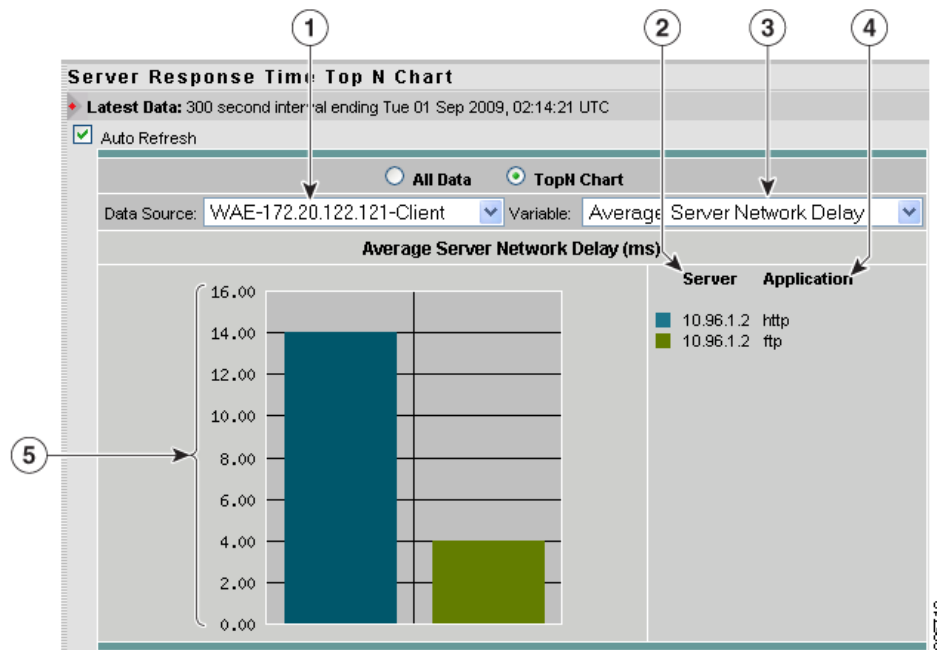 1 2 3 4
Server Response Time Top N Chart
Latest Data: 300 second interval ending Tue 01 Sep 2009, 02:14:21 UTC
Auto Refresh
All Data TopN Chart
Data Source: WAE-172.20.122.121-Client Variable: Average Server Network Delay
Average Server Network Delay (ms)
Server Application
10.96.1.2 http
10.96.1.2 ftp
16.00
14.00
12.00
10.00
8.00
6.00
4.00
2.00
0.00
5